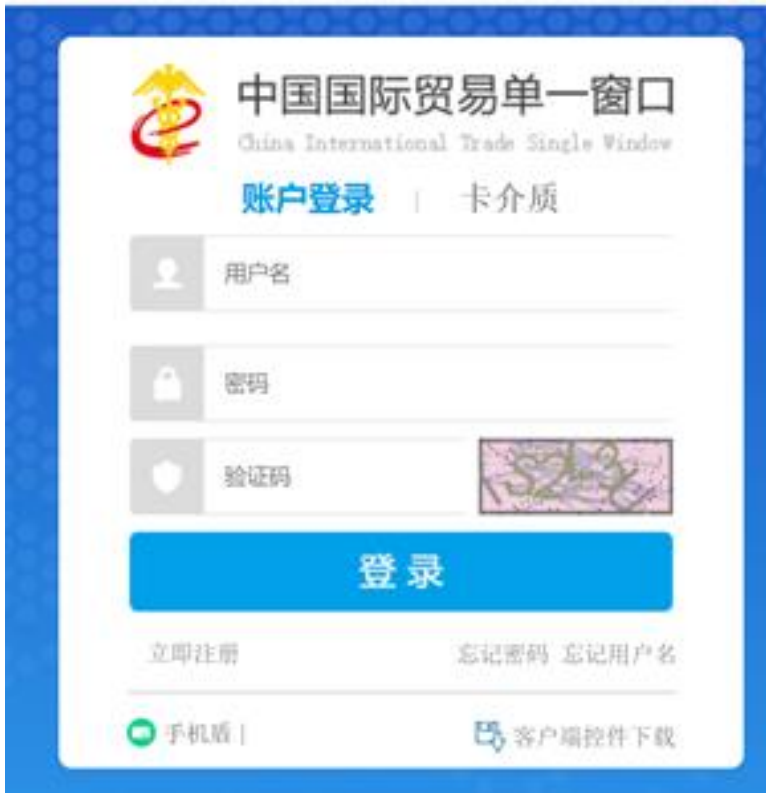 中国国际贸易单一窗口
China International Trade Single Window
账户登录 | 卡介质
用户名
密码
验证码
登录
立即注册 忘记密码 忘记用户名
手机盾 | 客户端控件下载